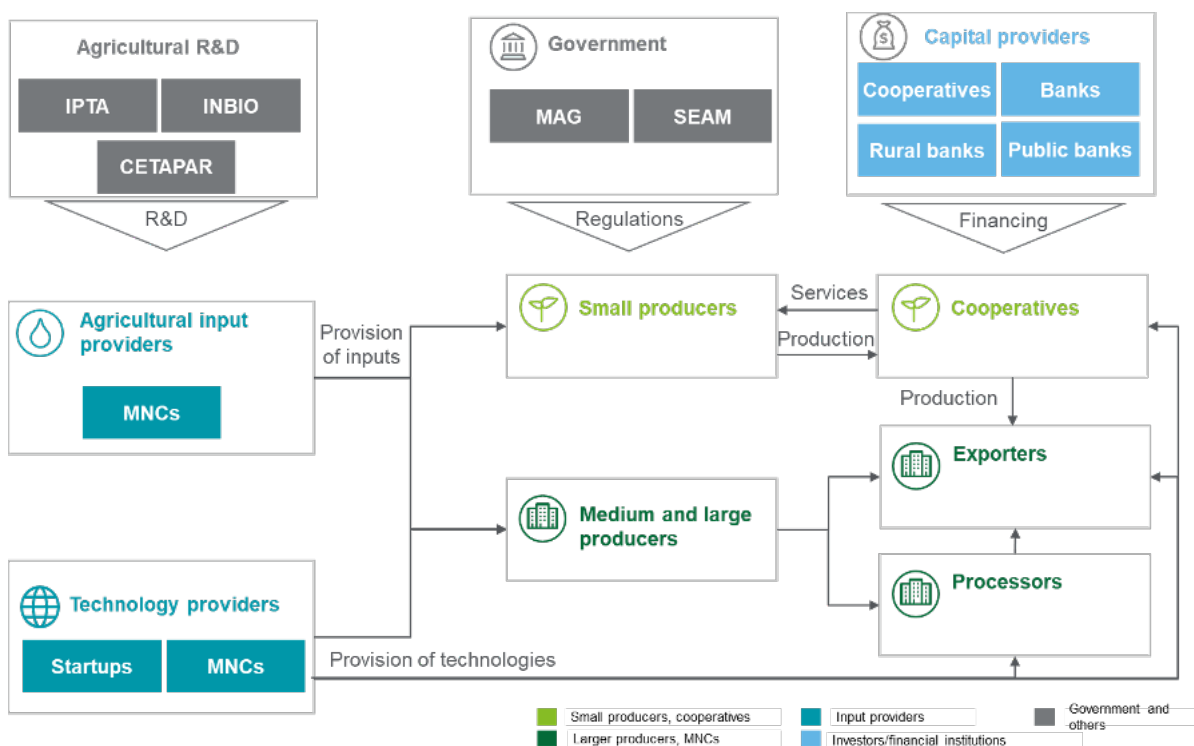 Agricultural R&D
IPTA
INBIO
CETAPAR
R&D
Government
MAG
SEAM
Regulations
Capital providers
Cooperatives
Banks
Rural banks
Public banks
Financing
Agricultural input
providers
MNCs
Provision
of inputs
Small producers
Services
Production
Cooperatives
Production
Exporters
Medium and large
producers
Processors
Technology providers
Startups
MNCs
Provision of technologies
Small producers, cooperatives
Input providers
Government and
others
Larger producers, MNCs
Investors/financial institutions